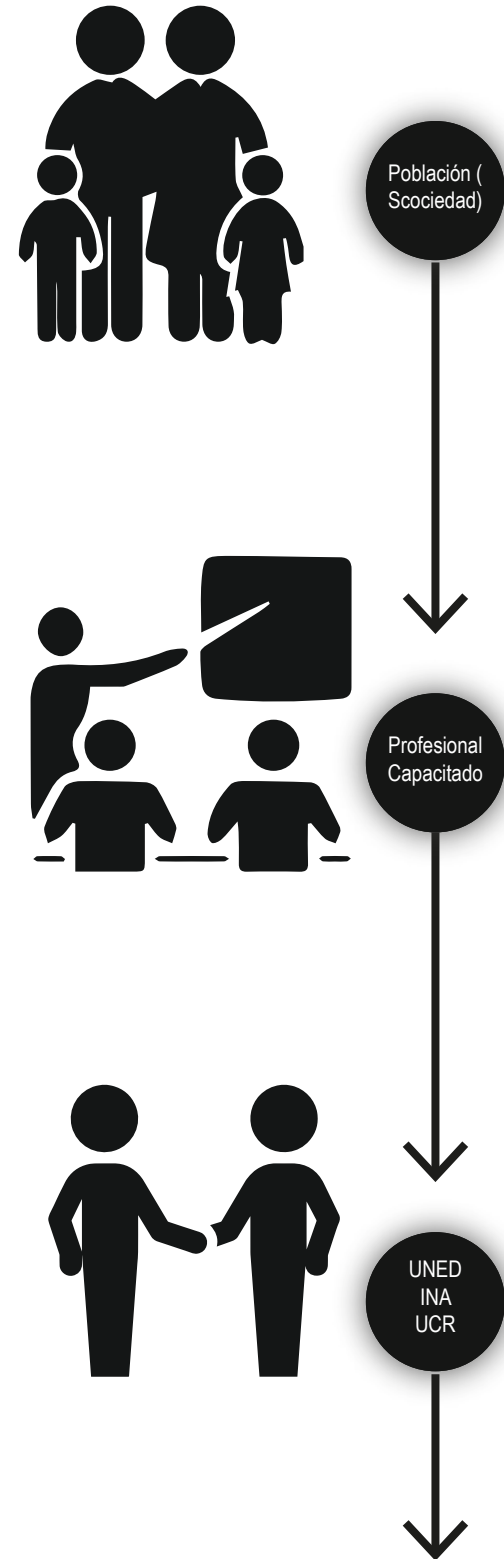 Población (
Scociedad)
Profesional
Capacitado
UNED
INA
UCR